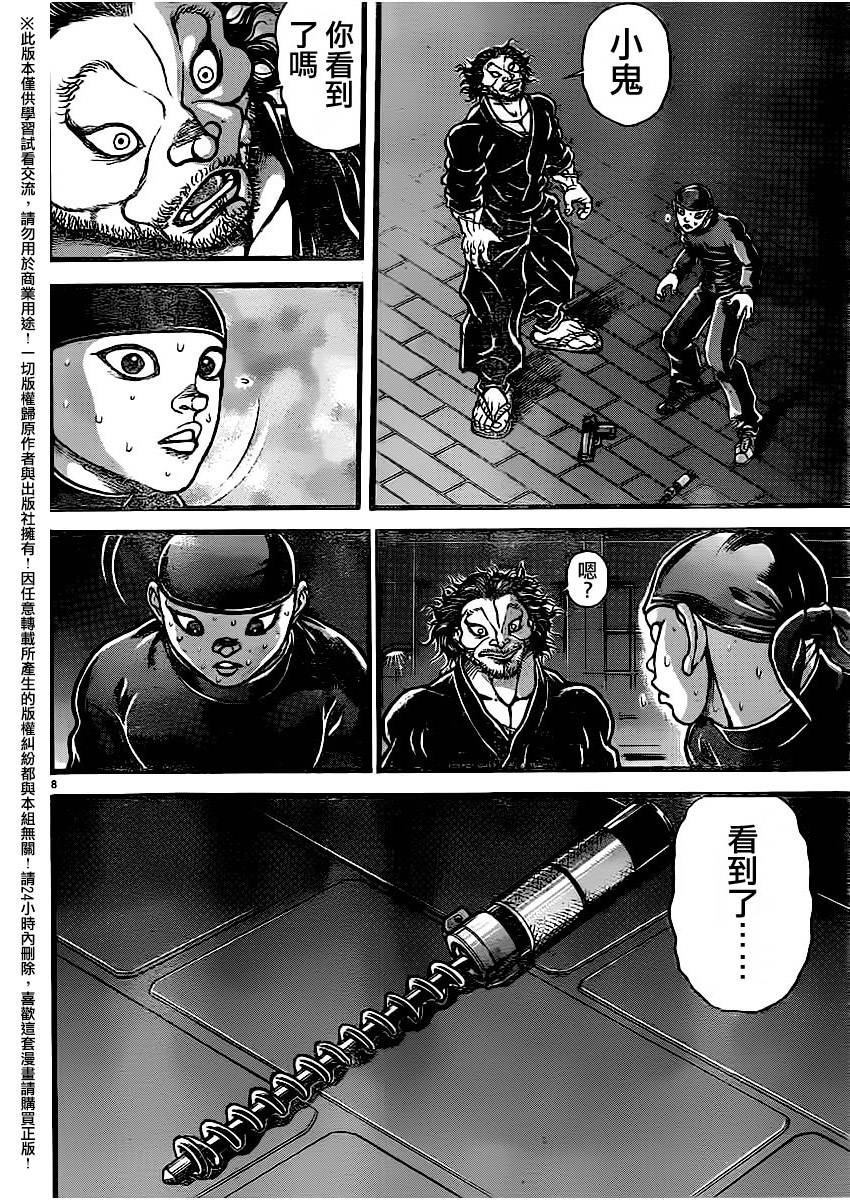 小鬼
你看到
了嗎
嗯？
看到了……
8
※此版本僅供學習試看交流，請勿用於商業用途！一切版權歸原作者與出版社擁有！因任意轉載所產生的版權糾紛都與本組無關！請24小時內刪除，喜歡這套漫畫請購買正版！